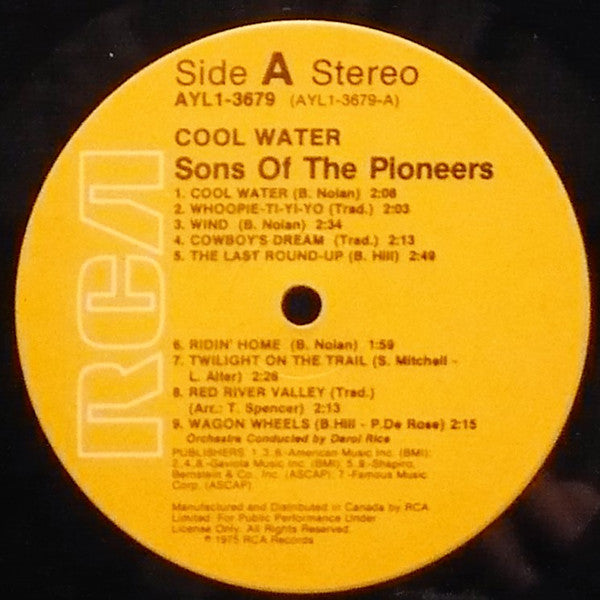 Side A Stereo
AYL1-3679 (AYL1-3679-A)
COOL WATER
Sons Of The Pioneers
1. COOL WATER (B. Nolan) 2:08
2. WHOOPIE-TI-YI-YO (Trad.) 2:03
3. WIND (B. Nolan) 2:34
4. COWBOY'S DREAM (Trad.) 2:13
5. THE LAST ROUND-UP (B. Hill) 2:49
6. RIDIN' HOME (B. Nolan) 1:59
7. TWILIGHT ON THE TRAIL (S. Mitchell -
L. Alter) 2:26
8. RED RIVER VALLEY (Trad.)
(Arr.: T. Spencer) 2:13
9. WAGON WHEELS (B.Hill - P.De Rose) 2:15
Orchestra Conducted by Darol Rice
PUBLISHERS: 1.3.6.-American Music Inc. (BMI);
2.4.8.-Gaviola Music Inc. (BMI); 5.9.-Shapiro,
Bernstein & Co., Inc. (ASCAP); 7.-Famous Music
Corp. (ASCAP)
Manufactured and Distributed in Canada by RCA
Limited. For Public Performance Under
License Only. All Rights Reserved.
℗ 1975 RCA Records
RCA